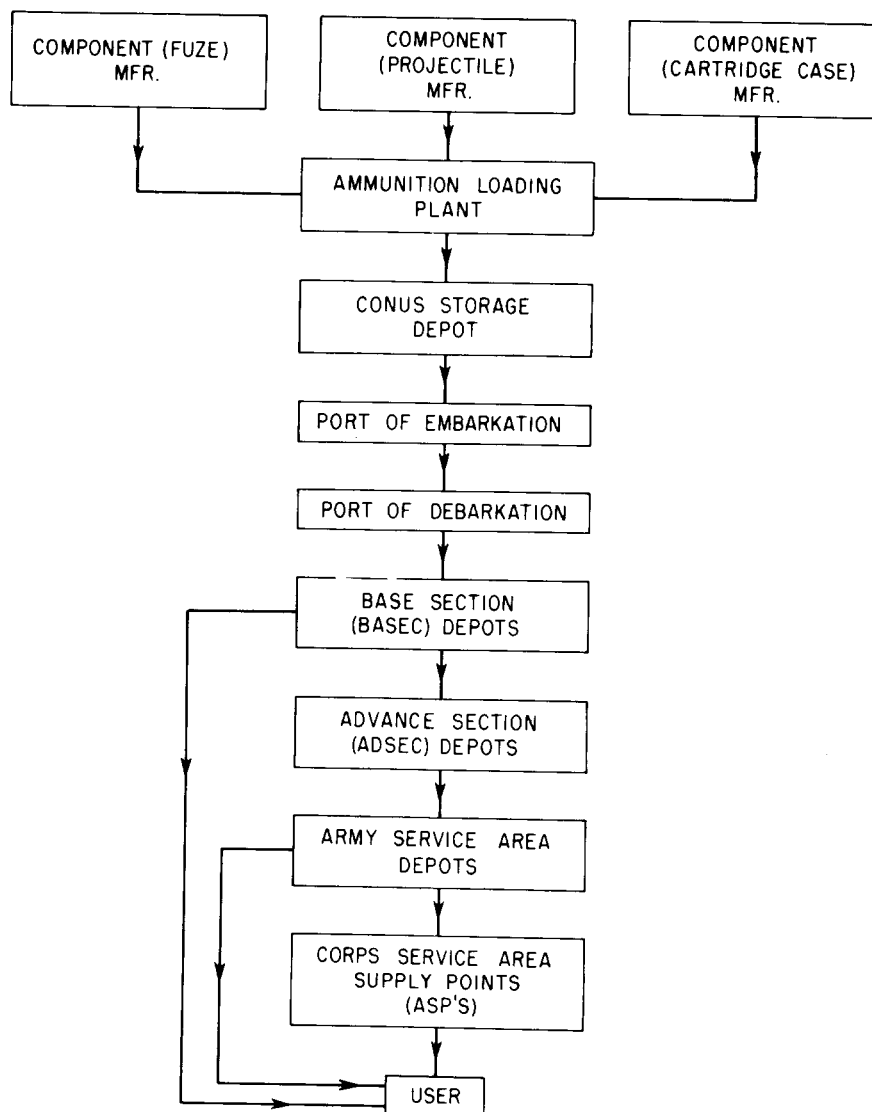 COMPONENT (FUZE)
MFR.
COMPONENT
(PROJECTILE)
MFR.
COMPONENT
(CARTRIDGE CASE)
MFR.
AMMUNITION LOADING
PLANT
CONUS STORAGE
DEPOT
PORT OF EMBARKATION
PORT OF DEBARKATION
BASE SECTION
(BASEC) DEPOTS
ADVANCE SECTION
(ADSEC) DEPOTS
ARMY SERVICE AREA
DEPOTS
CORPS SERVICE AREA
SUPPLY POINTS
(ASP'S)
USER